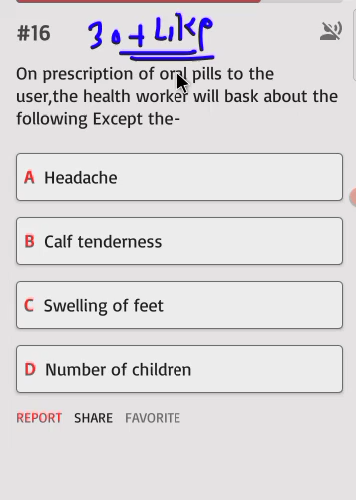 #16
30+Like
On prescription of oral pills to the
user,the health worker will bask about the
following Except the-
A Headache
B Calf tenderness
C Swelling of feet
D Number of children
REPORT SHARE FAVORITE